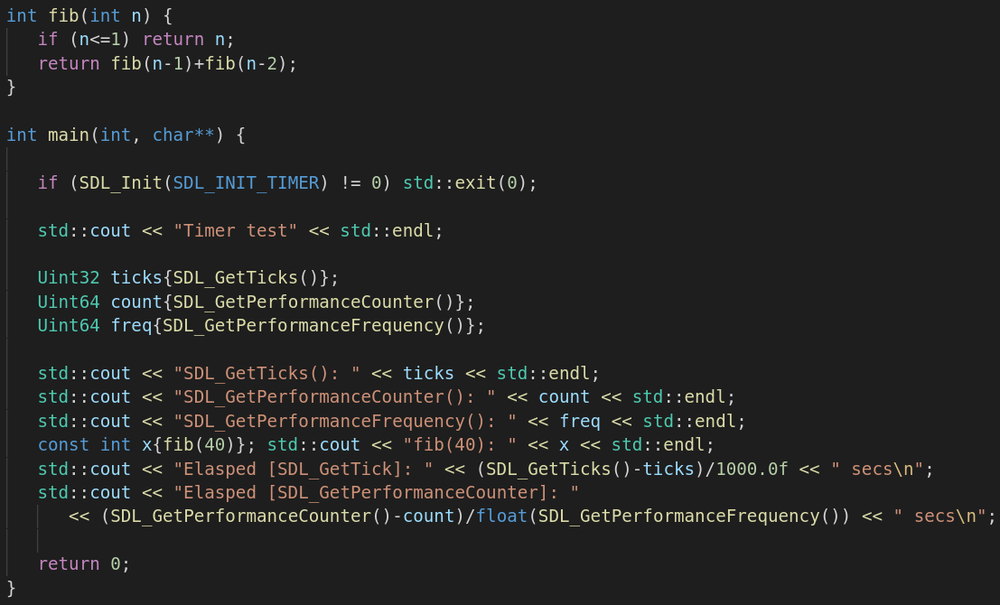 int fib(int n) {
   if (n<=1) return n;
   return fib(n-1)+fib(n-2);
}
int main(int, char**) {
   if (SDL_Init(SDL_INIT_TIMER) != 0) std::exit(0);
   std::cout << "Timer test" << std::endl;
   Uint32 ticks{SDL_GetTicks()};
   Uint64 count{SDL_GetPerformanceCounter()};
   Uint64 freq{SDL_GetPerformanceFrequency()};
   std::cout << "SDL_GetTicks(): " << ticks << std::endl;
   std::cout << "SDL_GetPerformanceCounter(): " << count << std::endl;
   std::cout << "SDL_GetPerformanceFrequency(): " << freq << std::endl;
   const int x{fib(40)}; std::cout << "fib(40): " << x << std::endl;
   std::cout << "Elasped [SDL_GetTick]: " << (SDL_GetTicks()-ticks)/1000.0f << " secs\n";
   std::cout << "Elasped [SDL_GetPerformanceCounter]: "
      << (SDL_GetPerformanceCounter()-count)/float(SDL_GetPerformanceFrequency()) << " secs\n";
   return 0;
}